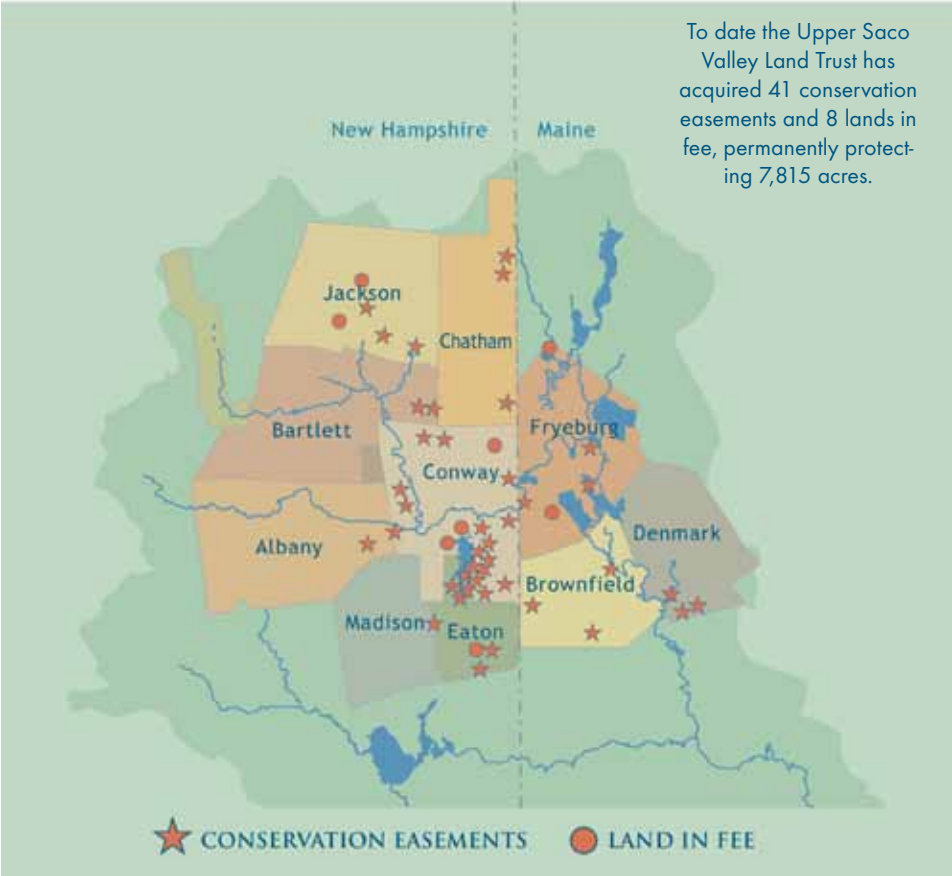 To date the Upper Saco
Valley Land Trust has
acquired 41 conservation
easements and 8 lands in
fee, permanently protect-
ing 7,815 acres.
New Hampshire
Maine
Jackson
Chatham
Bartlett
Fryeburg
Conway
Albany
Denmark
Brownfield
Madison
Eaton
CONSERVATION EASEMENTS
LAND IN FEE